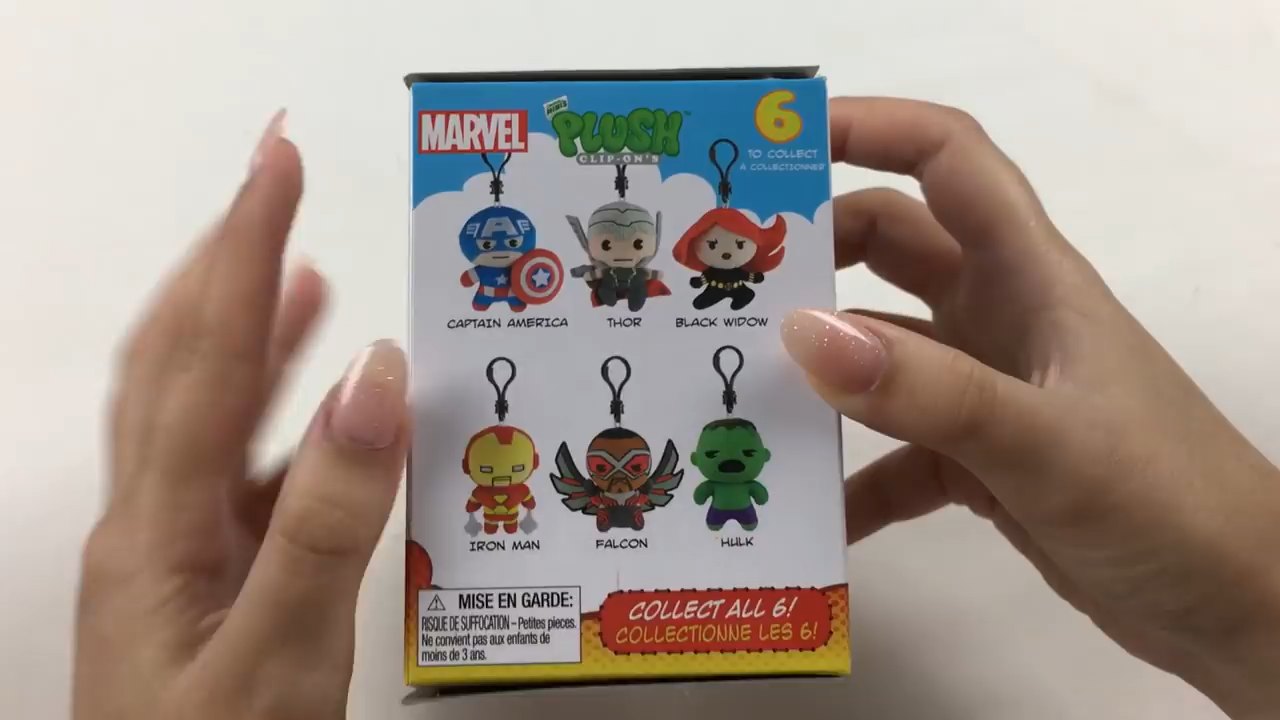 MARVEL
MINIS
PLUSH™
CLIP-ON'S
6
TO COLLECT
A COLLECTIONNER
CAPTAIN AMERICA
THOR
BLACK WIDOW
IRON MAN
FALCON
HULK
⚠ MISE EN GARDE:
RISQUE DE SUFFOCATION – Petites pieces.
Ne convient pas aux enfants de
moins de 3 ans.
COLLECT ALL 6!
COLLECTIONNE LES 6!